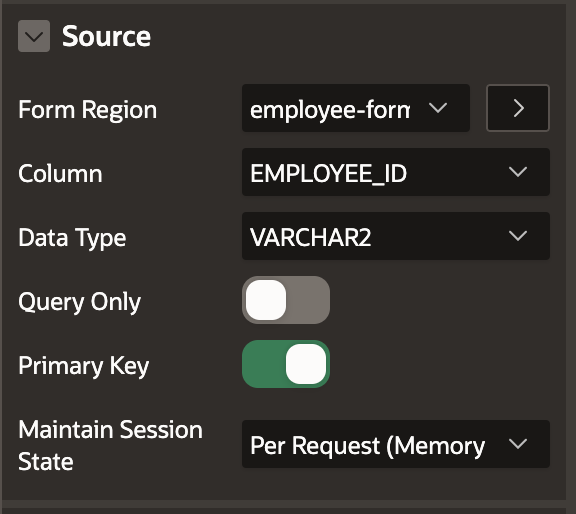 Source
Form Region employee-form
Column EMPLOYEE_ID
Data Type VARCHAR2
Query Only
Primary Key
Maintain Session
State Per Request (Memory